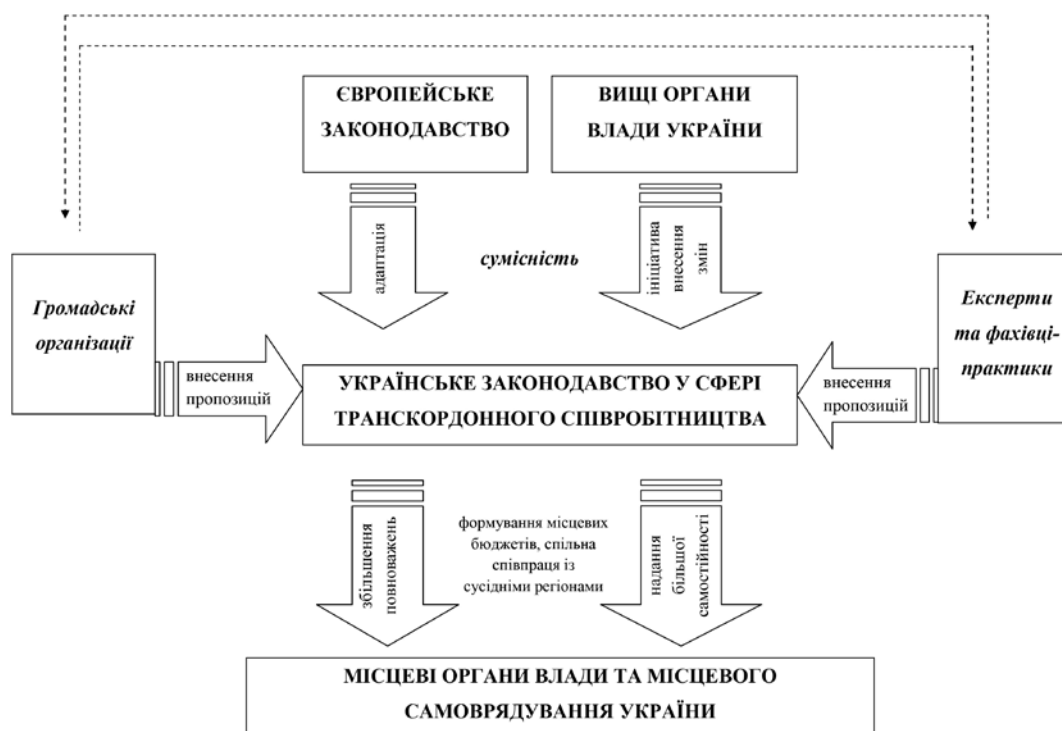 ЄВРОПЕЙСЬКЕ
ЗАКОНОДАВСТВО
ВИЩІ ОРГАНИ
ВЛАДИ УКРАЇНИ
адаптація
сумісність
ініціатива
внесення
змін
Громадські
організації
Експерти
та фахівці-
практики
внесення
пропозицій
УКРАЇНСЬКЕ ЗАКОНОДАВСТВО У СФЕРІ
ТРАНСКОРДОННОГО СПІВРОБІТНИЦТВА
внесення
пропозицій
збільшення
повноважень
формування місцевих
бюджетів, спільна
співпраця із
сусідніми регіонами
надання
більшої
самостійності
МІСЦЕВІ ОРГАНИ ВЛАДИ ТА МІСЦЕВОГО
САМОВРЯДУВАННЯ УКРАЇНИ